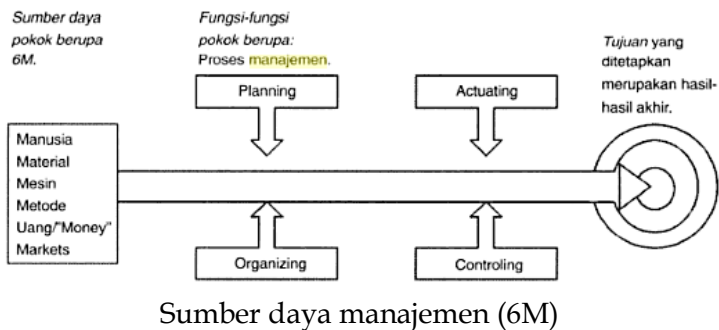 Sumber daya
pokok berupa
6M.
Fungsi-fungsi
pokok berupa:
Proses manajemen.
Tujuan yang
ditetapkan
merupakan hasil-
hasil akhir.
Planning
Actuating
Manusia
Material
Mesin
Metode
Uang/"Money"
Markets
Organizing
Controling
Sumber daya manajemen (6M)